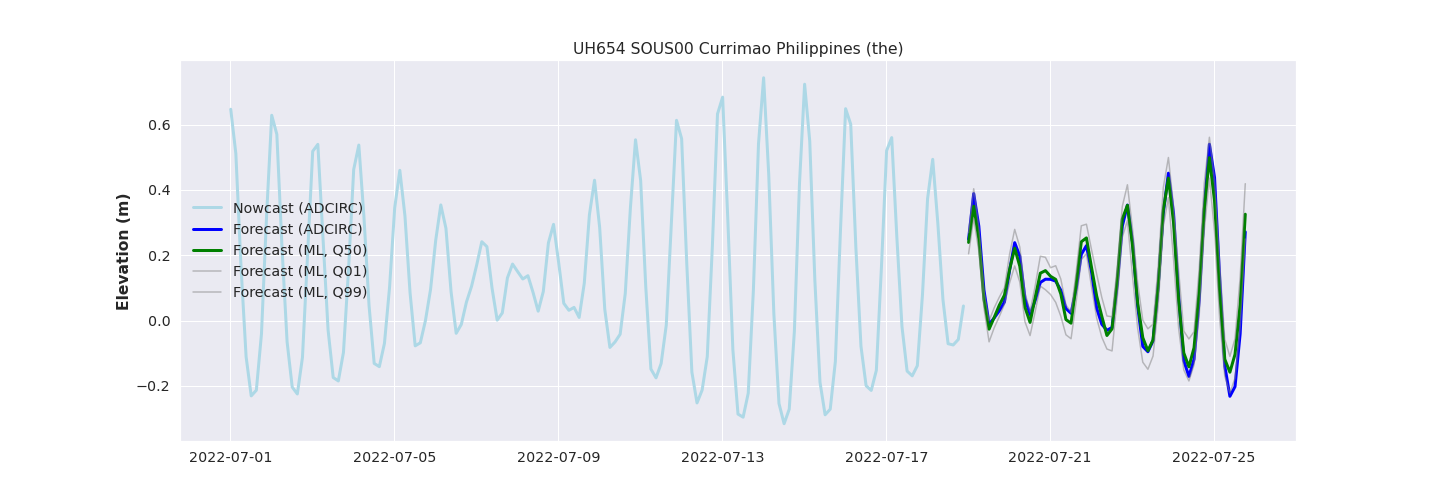 UH654 SOUS00 Currimao Philippines (the)
Elevation (m)
0.6
0.4
0.2
0.0
−0.2
Nowcast (ADCIRC)
Forecast (ADCIRC)
Forecast (ML, Q50)
Forecast (ML, Q01)
Forecast (ML, Q99)
2022-07-01 2022-07-05 2022-07-09 2022-07-13 2022-07-17 2022-07-21 2022-07-25